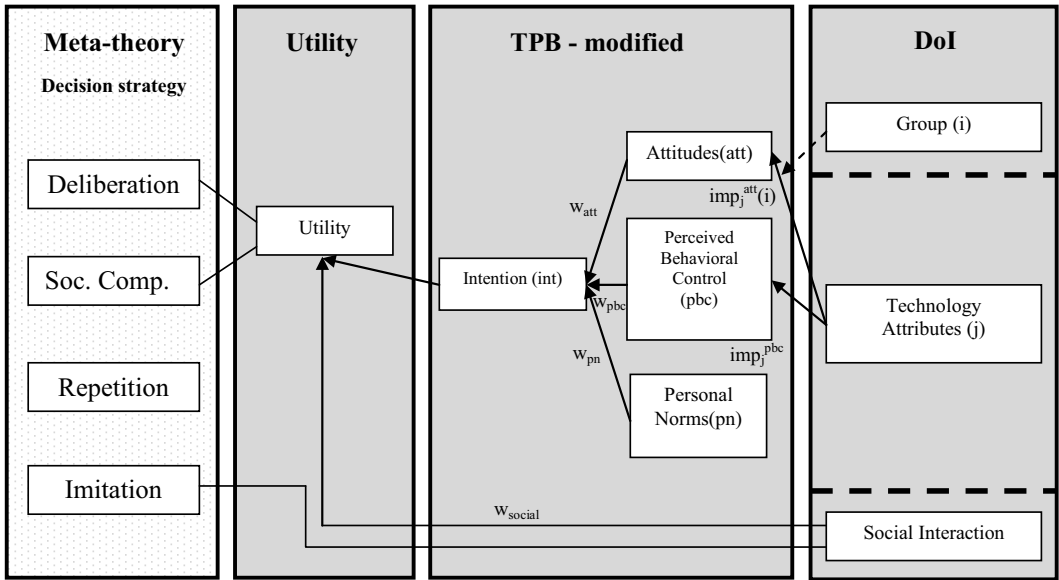 Meta-theory
Decision strategy
Deliberation
Soc. Comp.
Repetition
Imitation
Utility
Utility
TPB - modified
Attitudes(att)
imp_j^att(i)
w_att
Perceived
Behavioral
Control
(pbc)
Intention (int)
w_pbc
imp_j^pbc
w_pn
Personal
Norms(pn)
w_social
DoI
Group (i)
Technology
Attributes (j)
Social Interaction